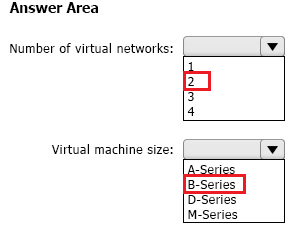 Answer Area
Number of virtual networks:
1
2
3
4
Virtual machine size:
A-Series
B-Series
D-Series
M-Series